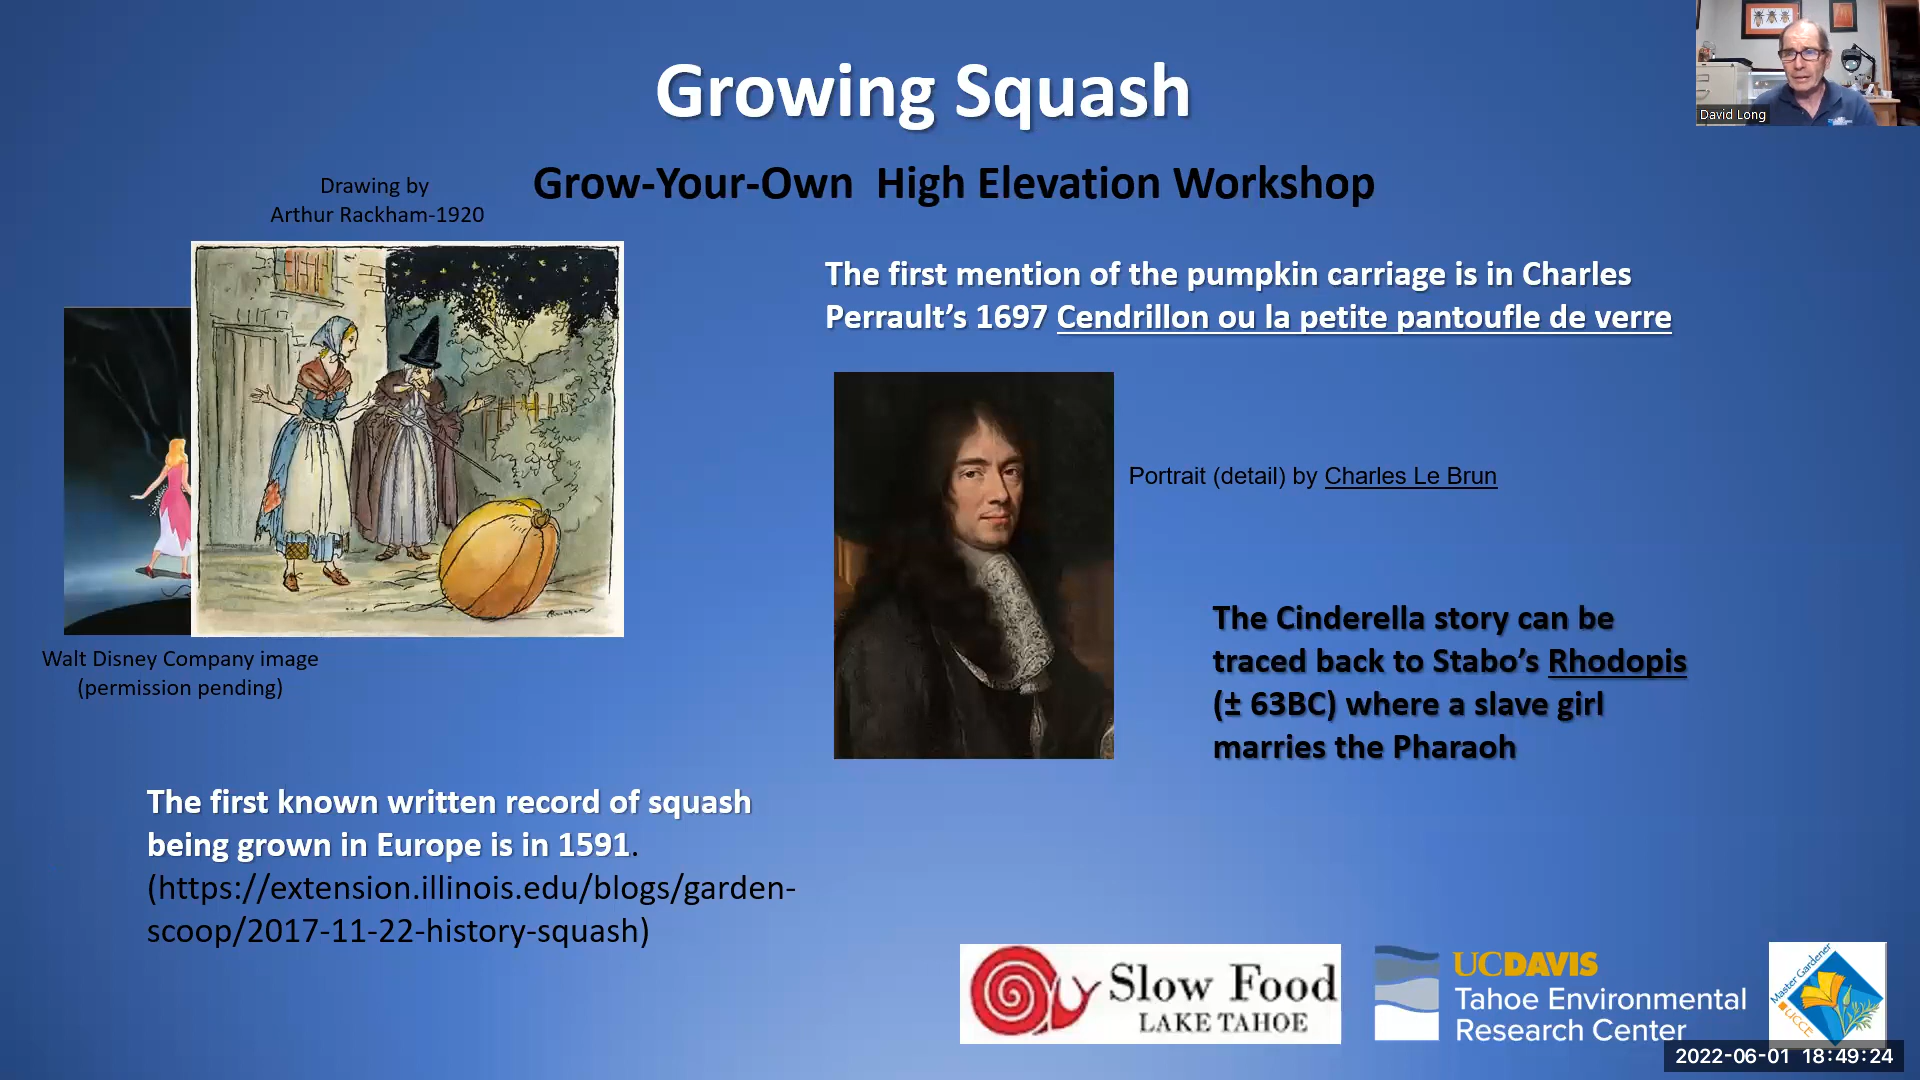 Growing Squash
David Long
Grow-Your-Own  High Elevation Workshop
Drawing by
Arthur Rackham-1920
The first mention of the pumpkin carriage is in Charles
Perrault’s 1697 Cendrillon ou la petite pantoufle de verre
Portrait (detail) by Charles Le Brun
The Cinderella story can be
traced back to Stabo’s Rhodopis
(± 63BC) where a slave girl
marries the Pharaoh
Walt Disney Company image
(permission pending)
The first known written record of squash
being grown in Europe is in 1591.
(https://extension.illinois.edu/blogs/garden-
scoop/2017-11-22-history-squash)
Slow Food
LAKE TAHOE
UCDAVIS
Tahoe Environmental
Research Center
Master Gardener
UCCE
2022-06-01 18:49:24